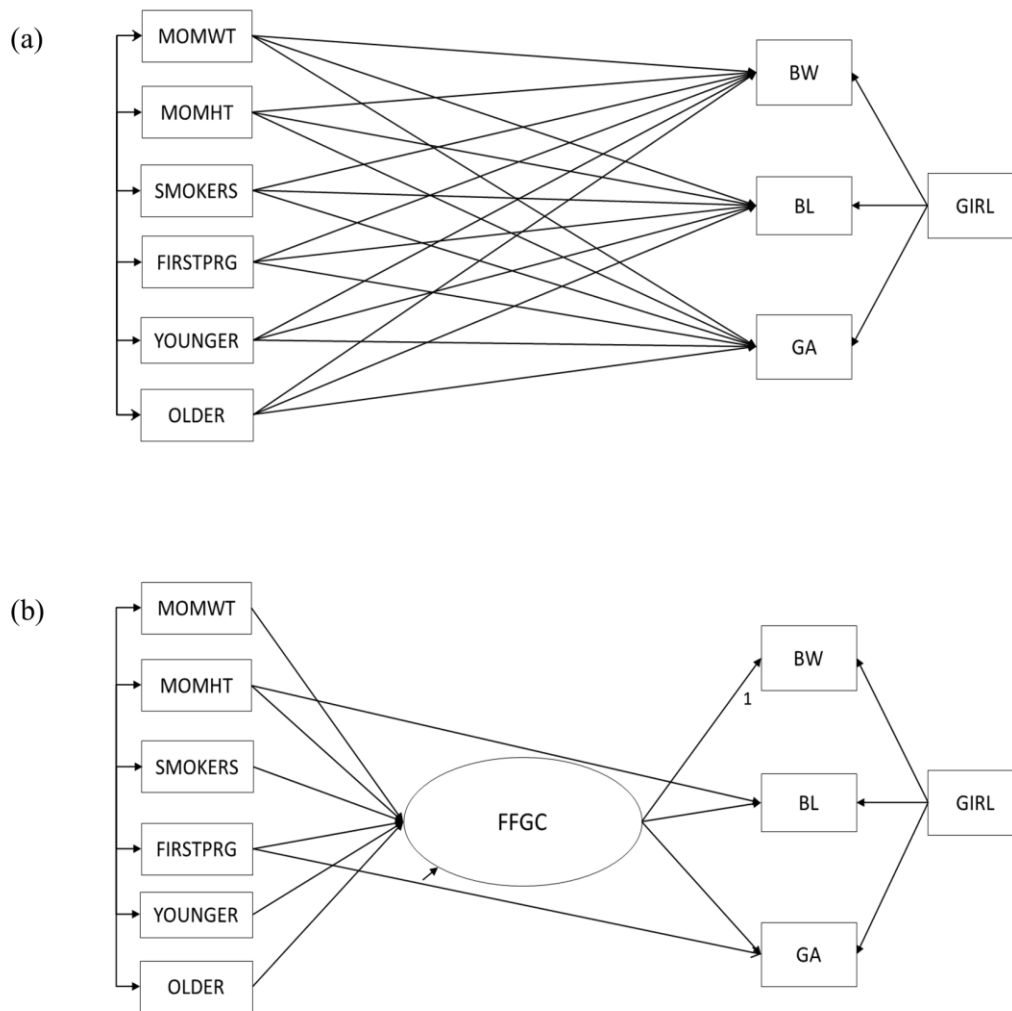 (a)
MOMWT
MOMHT
SMOKERS
FIRSTPRG
YOUNGER
OLDER
BW
BL
GA
GIRL
(b)
MOMWT
MOMHT
SMOKERS
FIRSTPRG
YOUNGER
OLDER
FFGC
1
BW
BL
GA
GIRL